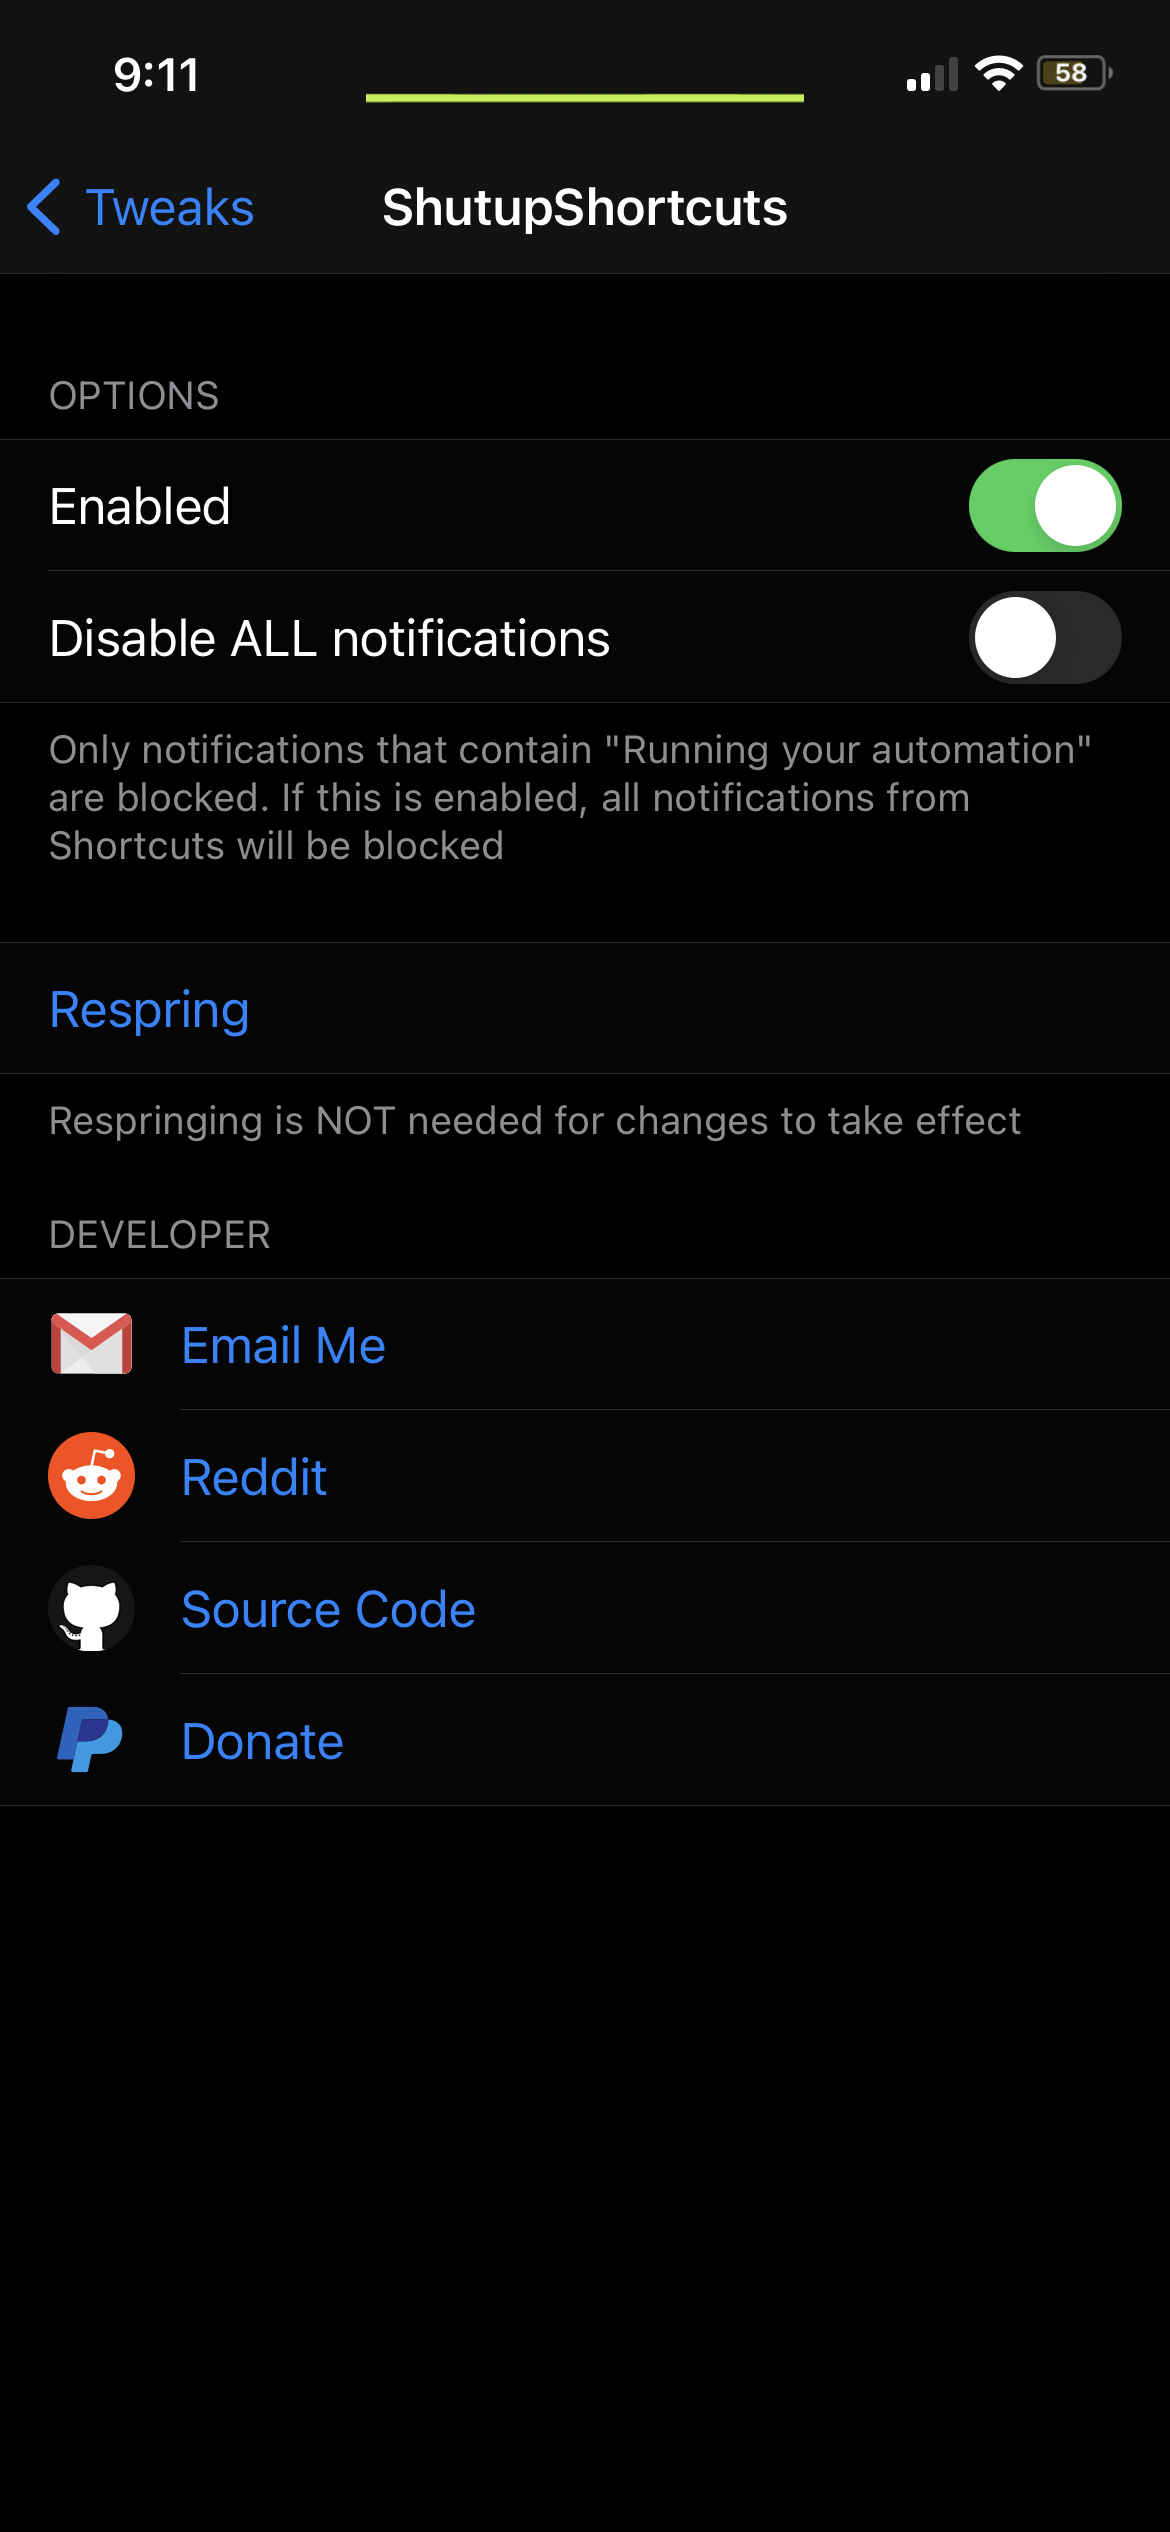 9:11
58
Tweaks
ShutupShortcuts
OPTIONS
Enabled
Disable ALL notifications
Only notifications that contain "Running your automation"
are blocked. If this is enabled, all notifications from
Shortcuts will be blocked
Respring
Respringing is NOT needed for changes to take effect
DEVELOPER
Email Me
Reddit
Source Code
Donate